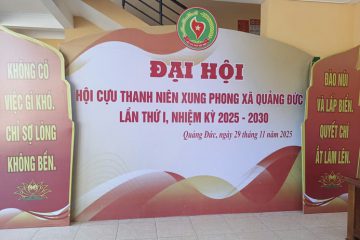 KHÔNG CÓ
VIỆC GÌ KHÓ.
CHỈ SỢ LÒNG
KHÔNG BỀN.
ĐẠI HỘI
HỘI CỰU THANH NIÊN XUNG PHONG XÃ QUẢNG ĐỨC
LẦN THỨ I, NHIỆM KỲ 2025 - 2030
Quảng Đức, ngày 29 tháng 11 năm 2025
ĐÀO NÚI
VÀ LẤP BIỂN.
QUYẾT CHÍ
ẮT LÀM LÊN.